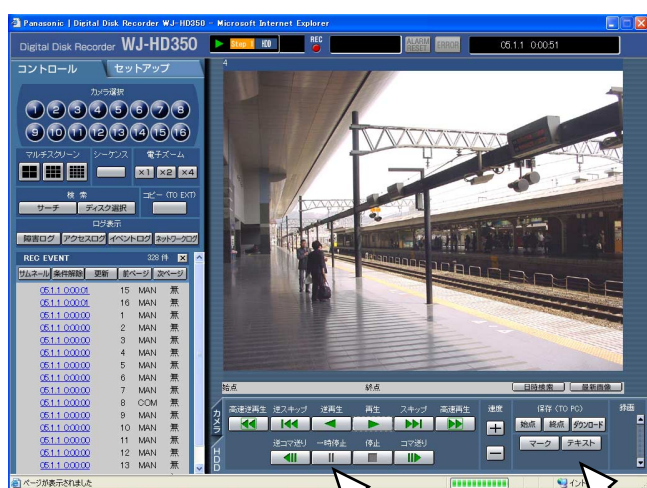 Panasonic | Digital Disk Recorder WJ-HD350 - Microsoft Internet Explorer
Digital Disk Recorder WJ-HD350
Stop 1 HDD
REC
ALARM RESET
ERROR
05.1.1 0:00:51
コントロール
セットアップ
カメラ選択
1 2 3 4 5 6 7 8
9 10 11 12 13 14 15 16
マルチスクリーン シーケンス 電子ズーム
×1 ×2 ×4
検索 コピー (TO EXT)
サーチ ディスク選択
ログ表示
障害ログ アクセスログ イベントログ ネットワークログ
REC EVENT 328 件
サムネール 条件解除 更新 前ページ 次ページ
05.1.1 0:00:01 15 MAN 無
05.1.1 0:00:01 16 MAN 無
05.1.1 0:00:00 1 MAN 無
05.1.1 0:00:00 2 MAN 無
05.1.1 0:00:00 3 MAN 無
05.1.1 0:00:00 4 MAN 無
05.1.1 0:00:00 5 MAN 無
05.1.1 0:00:00 6 MAN 無
05.1.1 0:00:00 7 MAN 無
05.1.1 0:00:00 8 COM 無
05.1.1 0:00:00 9 MAN 無
05.1.1 0:00:00 10 MAN 無
05.1.1 0:00:00 11 MAN 無
05.1.1 0:00:00 12 MAN 無
05.1.1 0:00:00 13 MAN 無
4
始点 終点 日時検索 最新画像
カメラ
HDD
高速逆再生 逆スキップ 逆再生 再生 スキップ 高速再生
逆コマ送り 一時停止 停止 コマ送り
速度
+
-
保存 (TO PC)
始点 終点 ダウンロード
マーク テキスト
録画
ページが表示されました